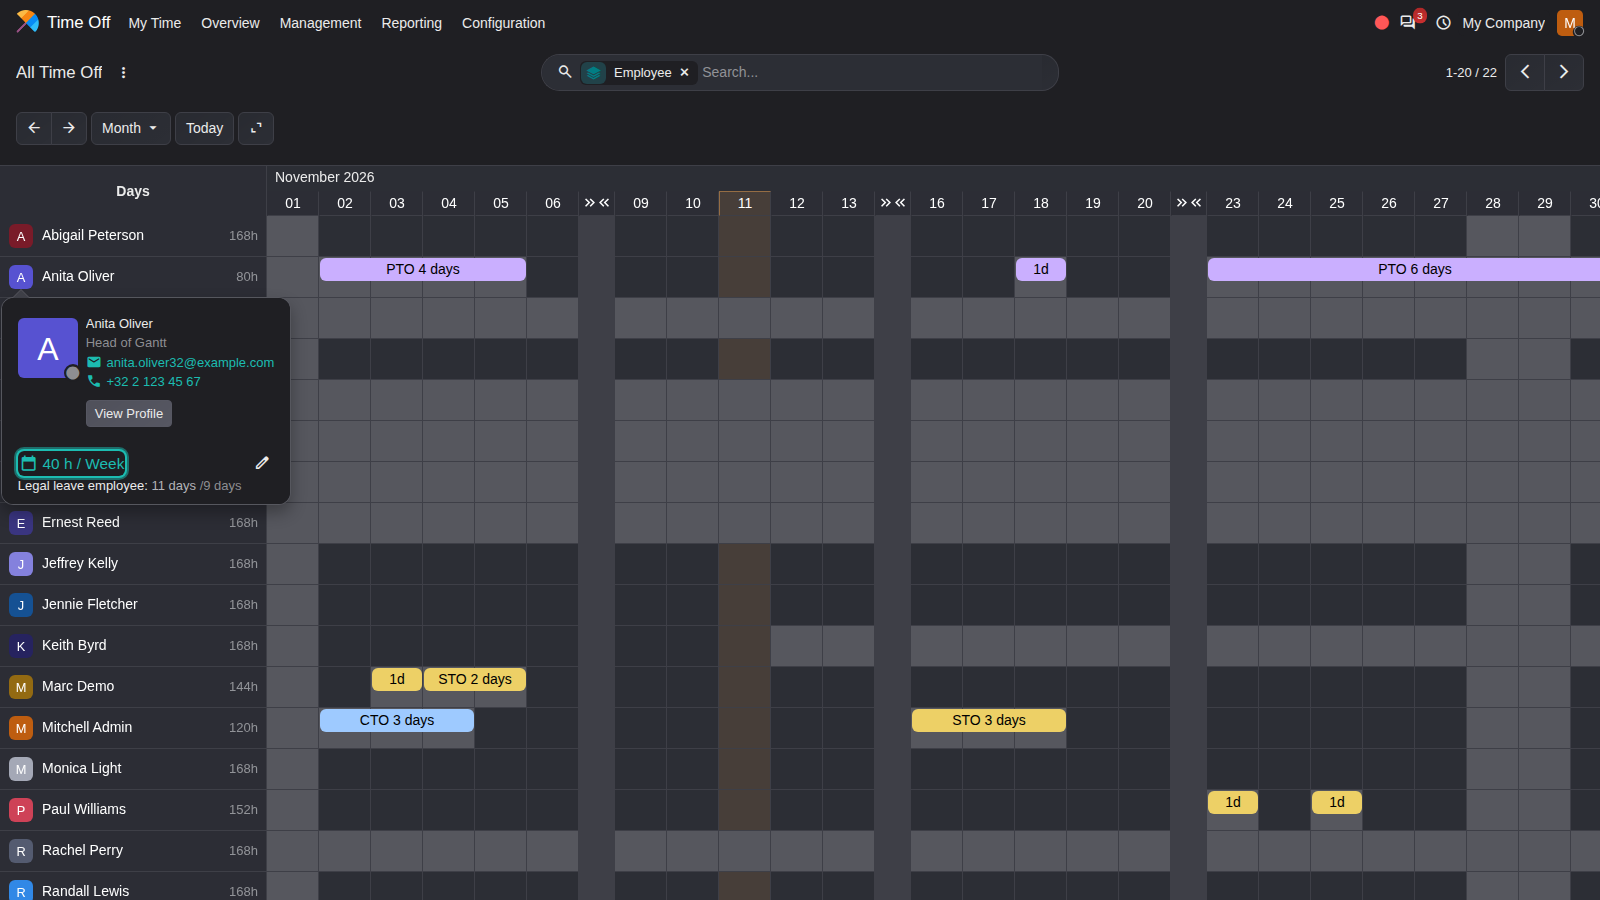 Time Off My Time Overview Management Reporting Configuration 3 My Company M
All Time Off Employee Search... 1-20 / 22
Month Today
Days November 2026
01 02 03 04 05 06 09 10 11 12 13 16 17 18 19 20 23 24 25 26 27 28 29 30
A Abigail Peterson 168h
A Anita Oliver 80h PTO 4 days 1d PTO 6 days
A
Anita Oliver
Head of Gantt
anita.oliver32@example.com
+32 2 123 45 67
View Profile
40 h / Week
Legal leave employee: 11 days /9 days
E Ernest Reed 168h
J Jeffrey Kelly 168h
J Jennie Fletcher 168h
K Keith Byrd 168h
M Marc Demo 144h 1d STO 2 days
M Mitchell Admin 120h CTO 3 days STO 3 days
M Monica Light 168h
P Paul Williams 152h 1d 1d
R Rachel Perry 168h
R Randall Lewis 168h